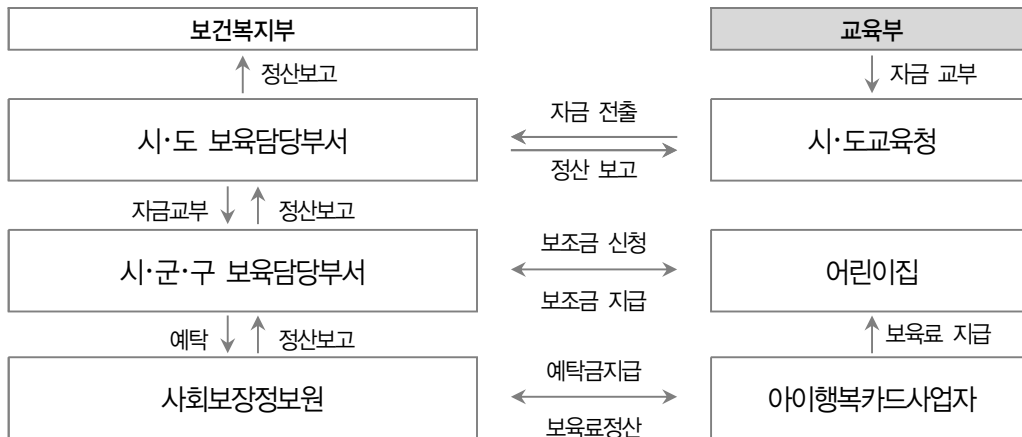 보건복지부
교육부
정산보고
자금 교부
시·도 보육담당부서
자금 전출
정산 보고
시·도교육청
자금교부
정산보고
시·군·구 보육담당부서
보조금 신청
보조금 지급
어린이집
예탁
정산보고
보육료 지급
사회보장정보원
예탁금지급
보육료정산
아이행복카드사업자